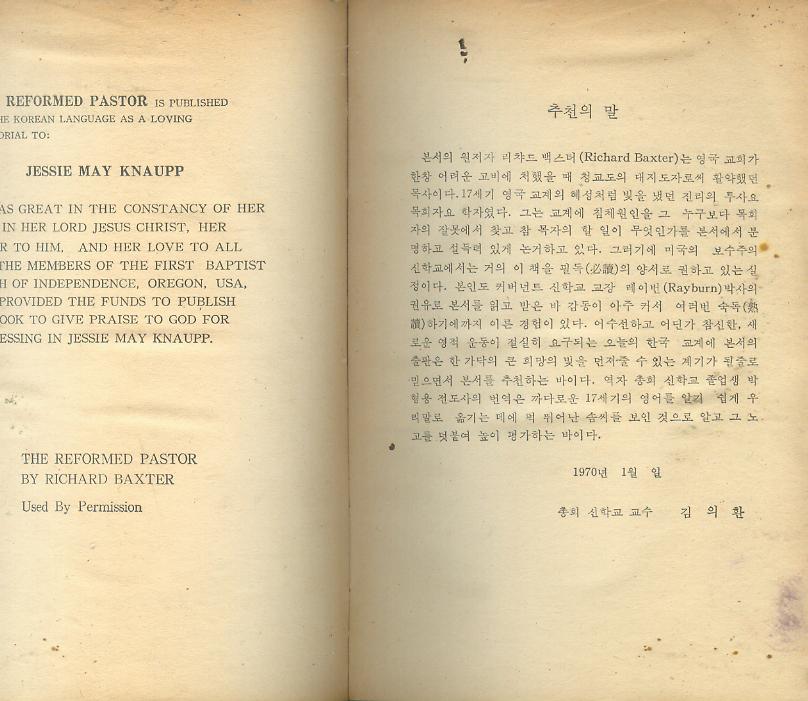 REFORMED PASTOR IS PUBLISHED
HE KOREAN LANGUAGE AS A LOVING
ORIAL TO:
JESSIE MAY KNAUPP
AS GREAT IN THE CONSTANCY OF HER
IN HER LORD JESUS CHRIST, HER
R TO HIM, AND HER LOVE TO ALL
THE MEMBERS OF THE FIRST BAPTIST
H OF INDEPENDENCE, OREGON, USA,
PROVIDED THE FUNDS TO PUBLISH
OOK TO GIVE PRAISE TO GOD FOR
ESSING IN JESSIE MAY KNAUPP.
THE REFORMED PASTOR
BY RICHARD BAXTER
Used By Permission
추천의 말
본서의 원저자 리챠드 백스터(Richard Baxter)는 영국 교회가
한창 어려운 고비에 처했을 때 청교도의 대지도자로써 활약했던
목사이다. 17세기 영국 교계의 혜성처럼 빛을 냈던 진리의 투사요
목회자요 학자였다. 그는 교계에 침체원인을 그 누구보다 목회
자의 잘못에서 찾고 참 목자의 할 일이 무엇인가를 본서에서 분
명하고 설득력 있게 논거하고 있다. 그러기에 미국의 보수주의
신학교에서는 거의 이 책을 필독(必讀)의 양서로 권하고 있는 실
정이다. 본인도 커버넌트 신학교 교장 레이번(Rayburn)박사의
권유로 본서를 읽고 받은 바 감동이 아주 커서 여러번 숙독(熟
讀)하기에까지 이른 경험이 있다. 어수선하고 어딘가 참신한, 새
로운 영적 운동이 절실히 요구되는 오늘의 한국 교계에 본서의
출판은 한 가닥의 큰 희망의 빛을 던져줄 수 있는 계기가 될줄로
믿으면서 본서를 추천하는 바이다. 역자 총회 신학교 졸업생 박
형용 전도사의 번역은 까다로운 17세기의 영어를 알기 쉽게 우
리말로 옮기는 데에 퍽 뛰어난 솜씨를 보인 것으로 알고 그 노
고를 덧붙여 높이 평가하는 바이다.
1970년 1월 일
총회 신학교 교수 김 의 환